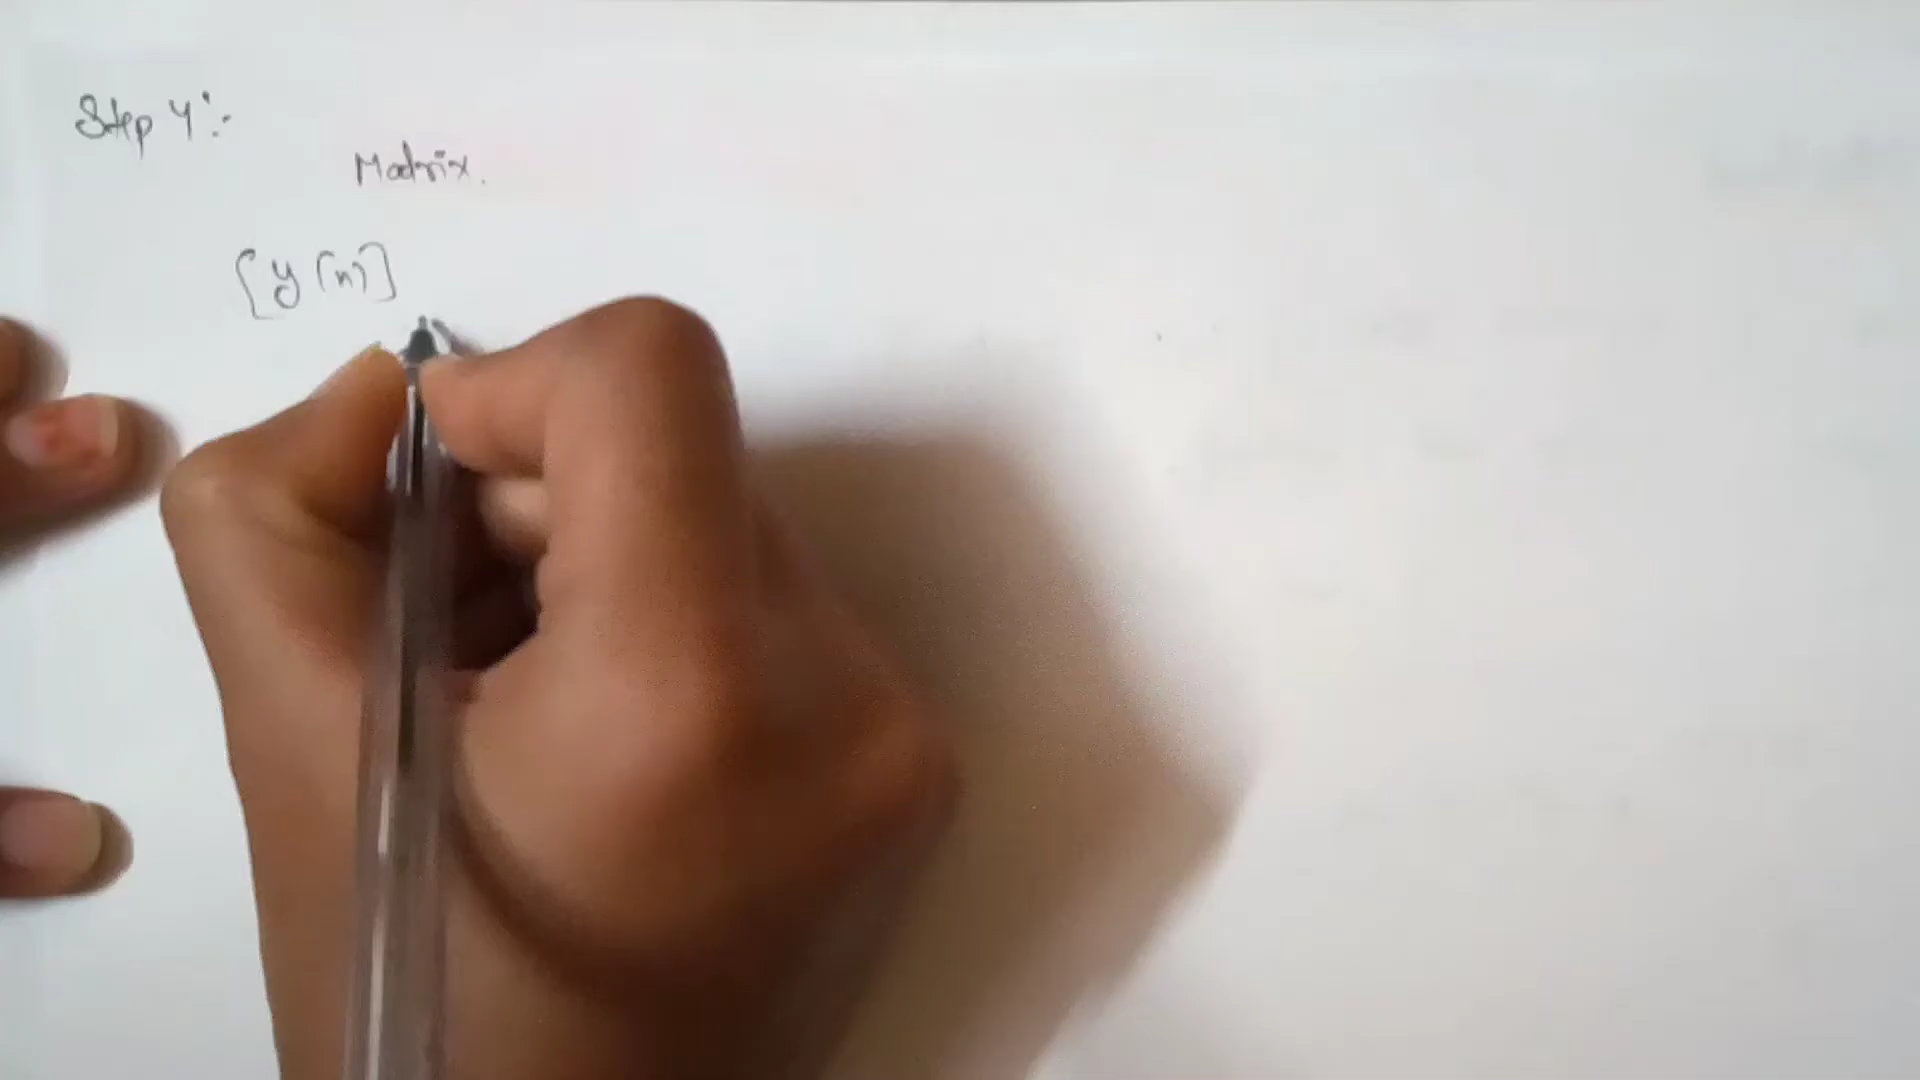 Step 4:-
Matrix.
[y(n)]